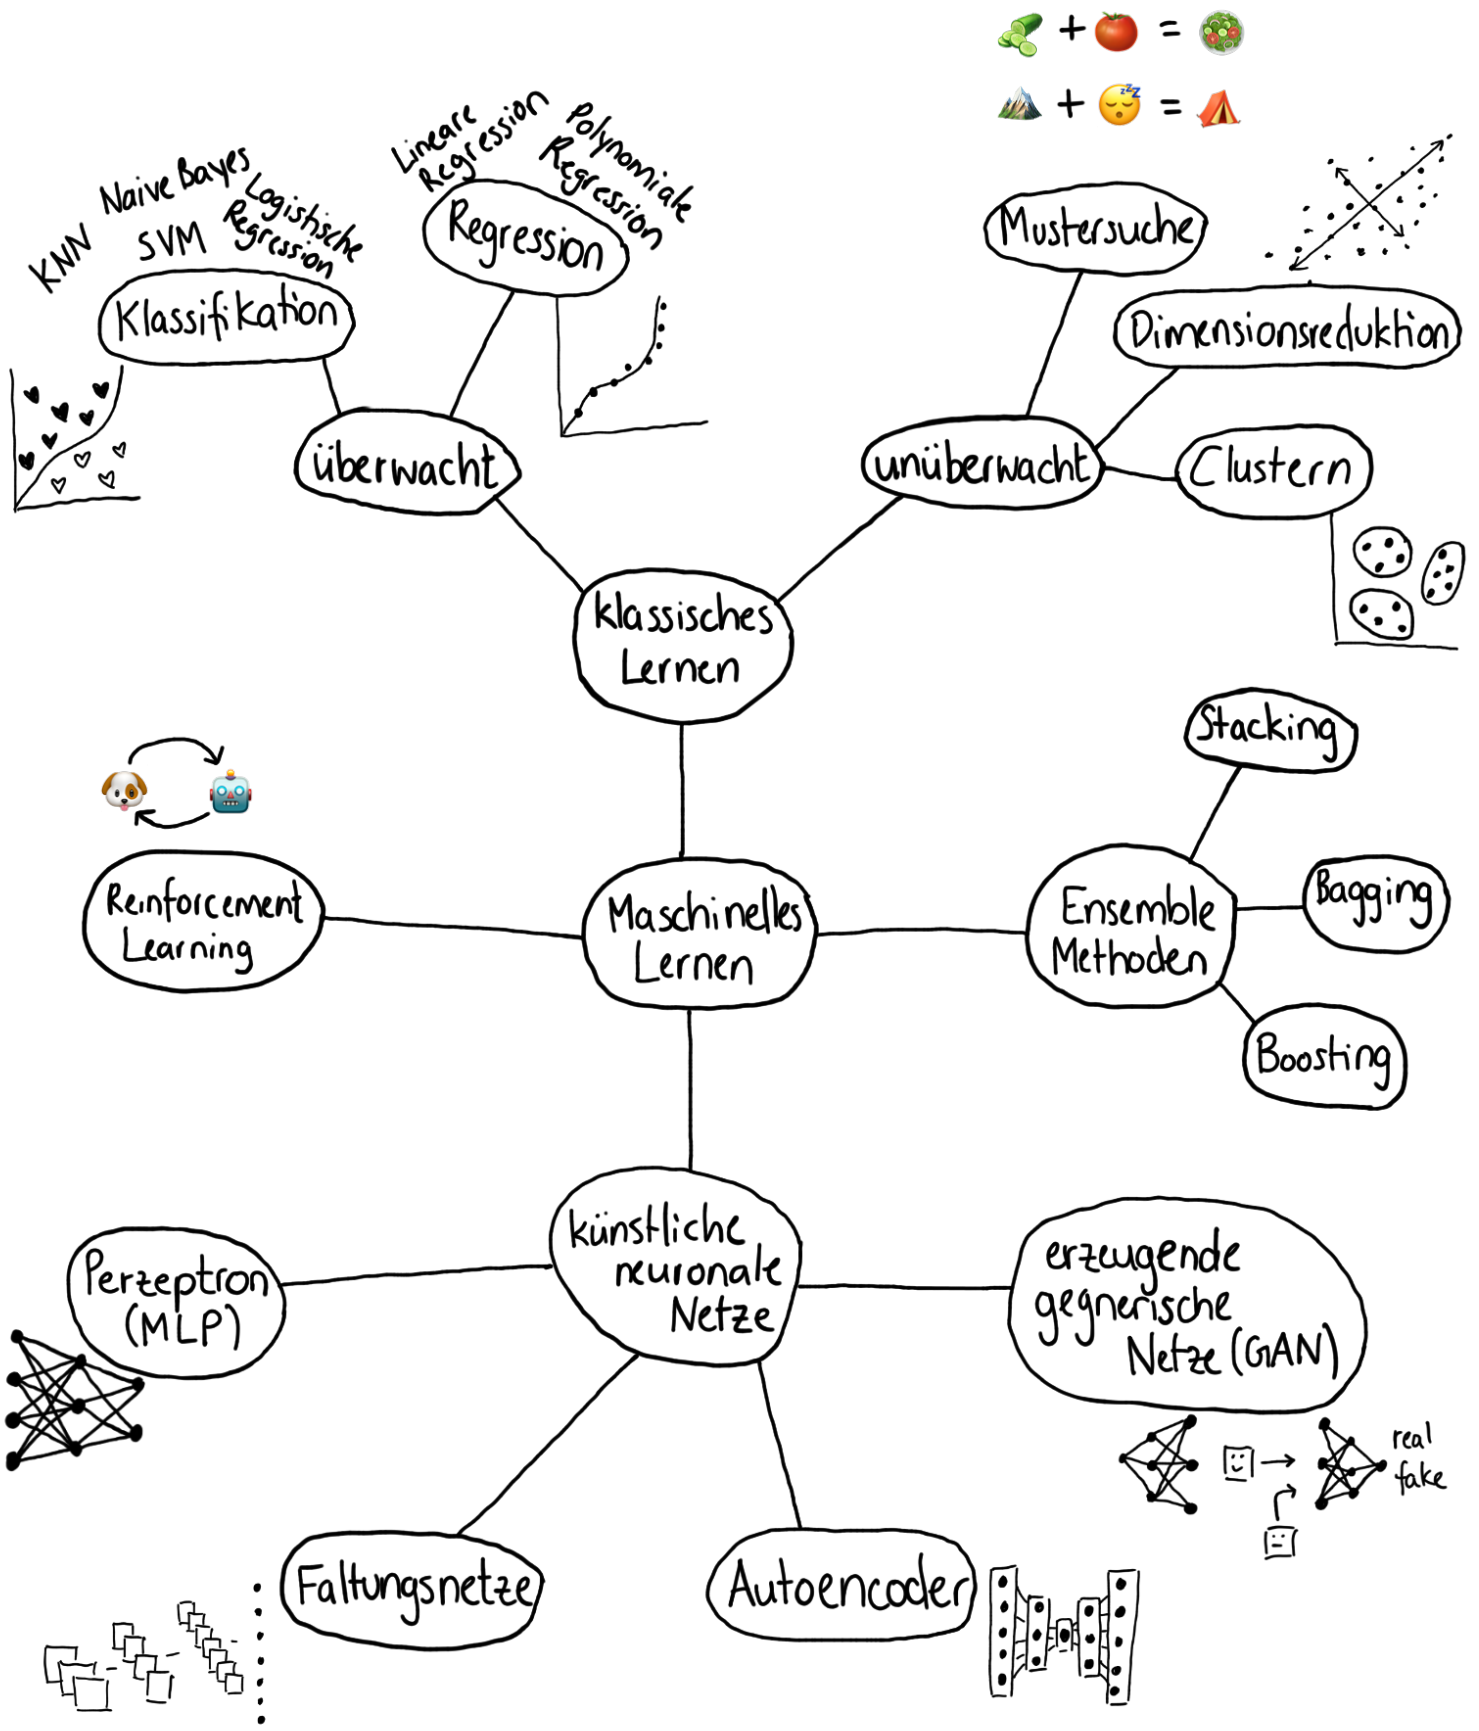 + =
+ =
Lineare
Regression
Polynomiale
Regression
KNN
Naive Bayes
SVM
Logistische
Regression
Regression
Klassifikation
Mustersuche
Dimensionsreduktion
überwacht
unüberwacht
Clustern
klassisches
Lernen
Stacking
Reinforcement
Learning
Maschinelles
Lernen
Ensemble
Methoden
Bagging
Boosting
künstliche
neuronale
Netze
Perzeptron
(MLP)
erzeugende
gegnerische
Netze (GAN)
real
fake
Faltungsnetze
Autoencoder